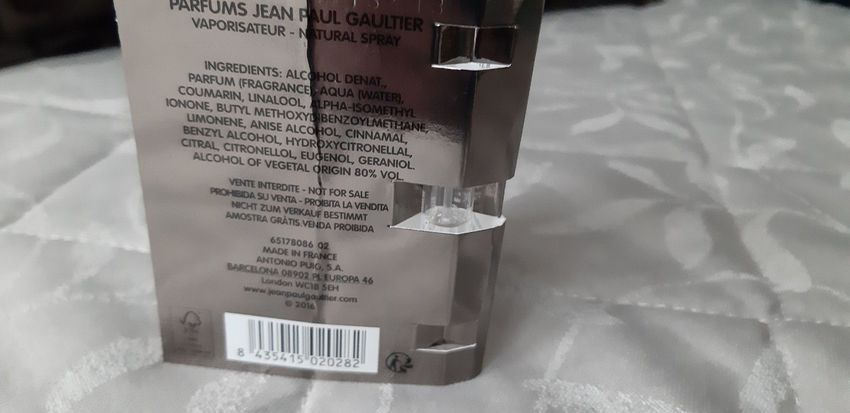 PARFUMS JEAN PAUL GAULTIER
VAPORISATEUR - NATURAL SPRAY
INGREDIENTS: ALCOHOL DENAT.,
PARFUM (FRAGRANCE), AQUA (WATER),
COUMARIN, LINALOOL, ALPHA-ISOMETHYL
IONONE, BUTYL METHOXYDIBENZOYLMETHANE,
LIMONENE, ANISE ALCOHOL, CINNAMAL,
BENZYL ALCOHOL, HYDROXYCITRONELLAL,
CITRAL, CITRONELLOL, EUGENOL, GERANIOL.
ALCOHOL OF VEGETAL ORIGIN 80% VOL.
VENTE INTERDITE - NOT FOR SALE
PROHIBIDA SU VENTA - PROIBITA LA VENDITA
NICHT ZUM VERKAUF BESTIMMT
AMOSTRA GRÁTIS.VENDA PROIBIDA
65178086 02
MADE IN FRANCE
ANTONIO PUIG, S.A.
BARCELONA 08902 PL EUROPA 46
London WC1B 5EH
www.jeanpaulgaultier.com
© 2016
8 435415 020282